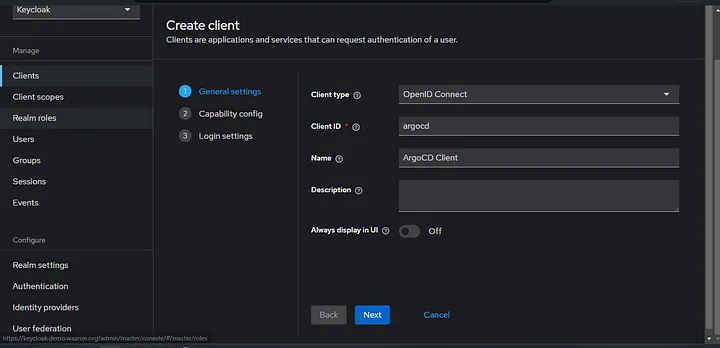 Keycloak
Manage
Clients
Client scopes
Realm roles
Users
Groups
Sessions
Events
Configure
Realm settings
Authentication
Identity providers
User federation
https://keycloak.demo.waaron.org/admin/master/console/#/master/roles
Create client
Clients are applications and services that can request authentication of a user.
1 General settings
2 Capability config
3 Login settings
Client type ? OpenID Connect
Client ID * ? argocd
Name ? ArgoCD Client
Description ?
Always display in UI ? Off
Back Next Cancel